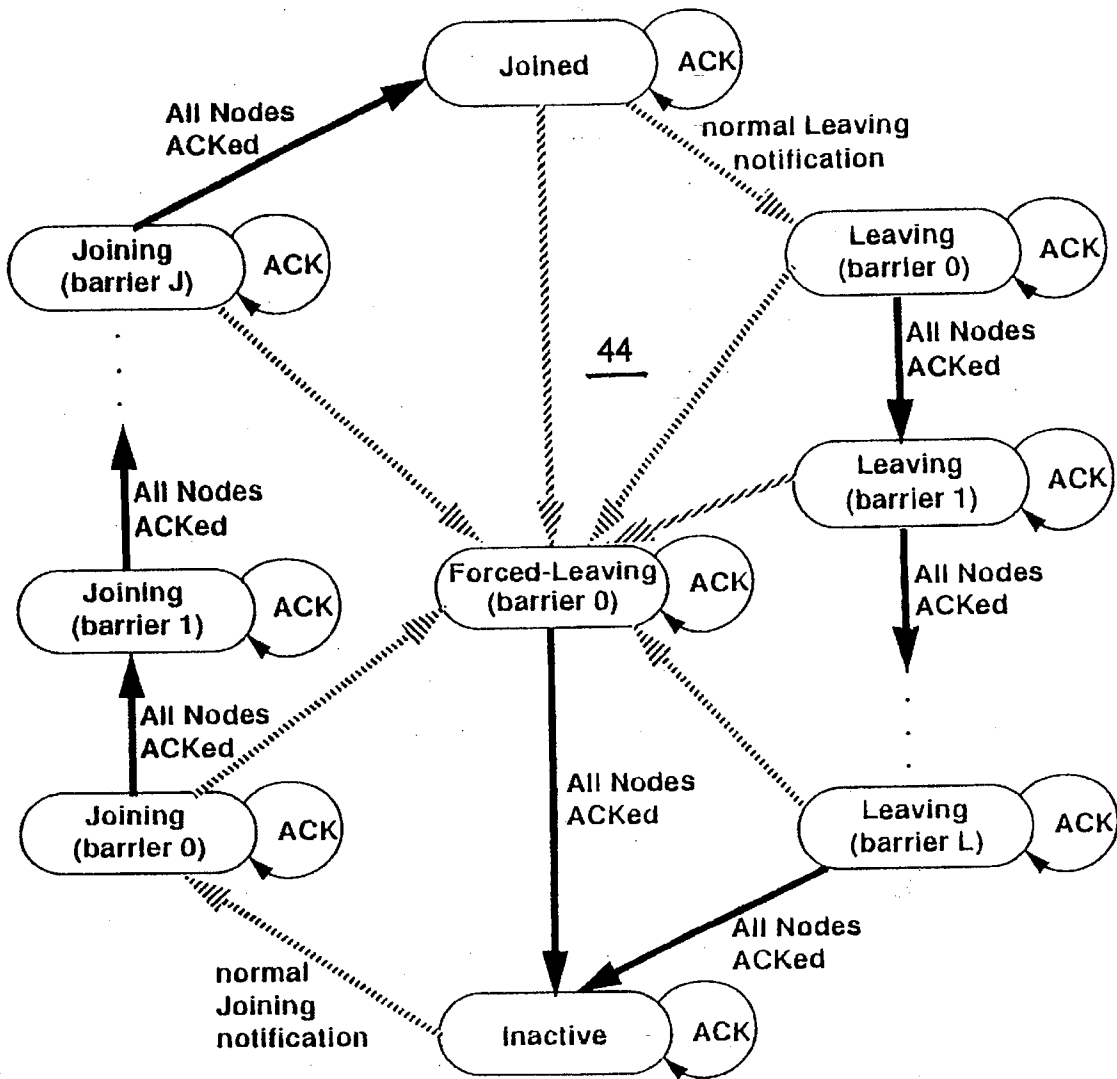 Joined
ACK
All Nodes
ACKed
normal Leaving
notification
Joining
(barrier J)
ACK
Leaving
(barrier 0)
ACK
44
All Nodes
ACKed
Leaving
(barrier 1)
ACK
All Nodes
ACKed
Forced-Leaving
(barrier 0)
ACK
All Nodes
ACKed
Joining
(barrier 1)
ACK
All Nodes
ACKed
All Nodes
ACKed
Joining
(barrier 0)
ACK
Leaving
(barrier L)
ACK
All Nodes
ACKed
normal
Joining
notification
Inactive
ACK